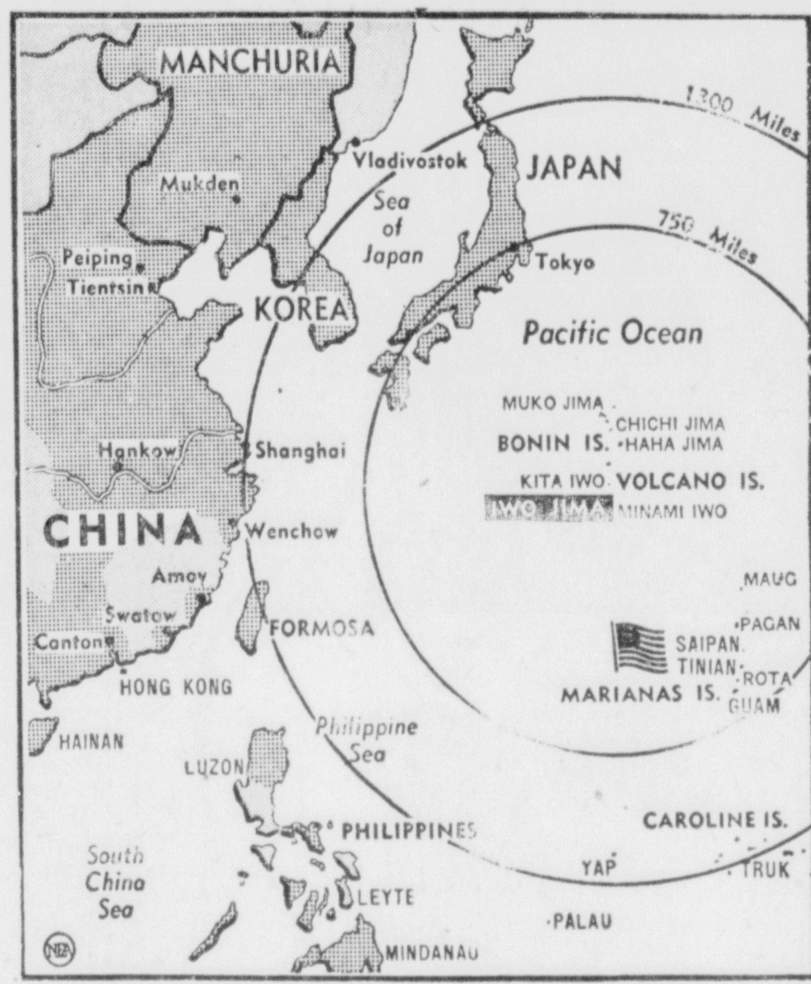 MANCHURIA
1300 Miles
Vladivostok
JAPAN
Mukden
Sea
of
Japan
750 Miles
Peiping
Tientsin
Tokyo
KOREA
Pacific Ocean
MUKO JIMA
CHICHI JIMA
BONIN IS. HAHA JIMA
Hankow
Shanghai
KITA IWO VOLCANO IS.
IWO JIMA MINAMI IWO
CHINA
Wenchow
Amoy
MAUG
Swatow
FORMOSA
PAGAN
Canton
SAIPAN
TINIAN
HONG KONG
ROTA
MARIANAS IS.
GUAM
HAINAN
Philippine
Sea
LUZON
PHILIPPINES
CAROLINE IS.
South
China
Sea
YAP
TRUK
LEYTE
PALAU
NEA
MINDANAU